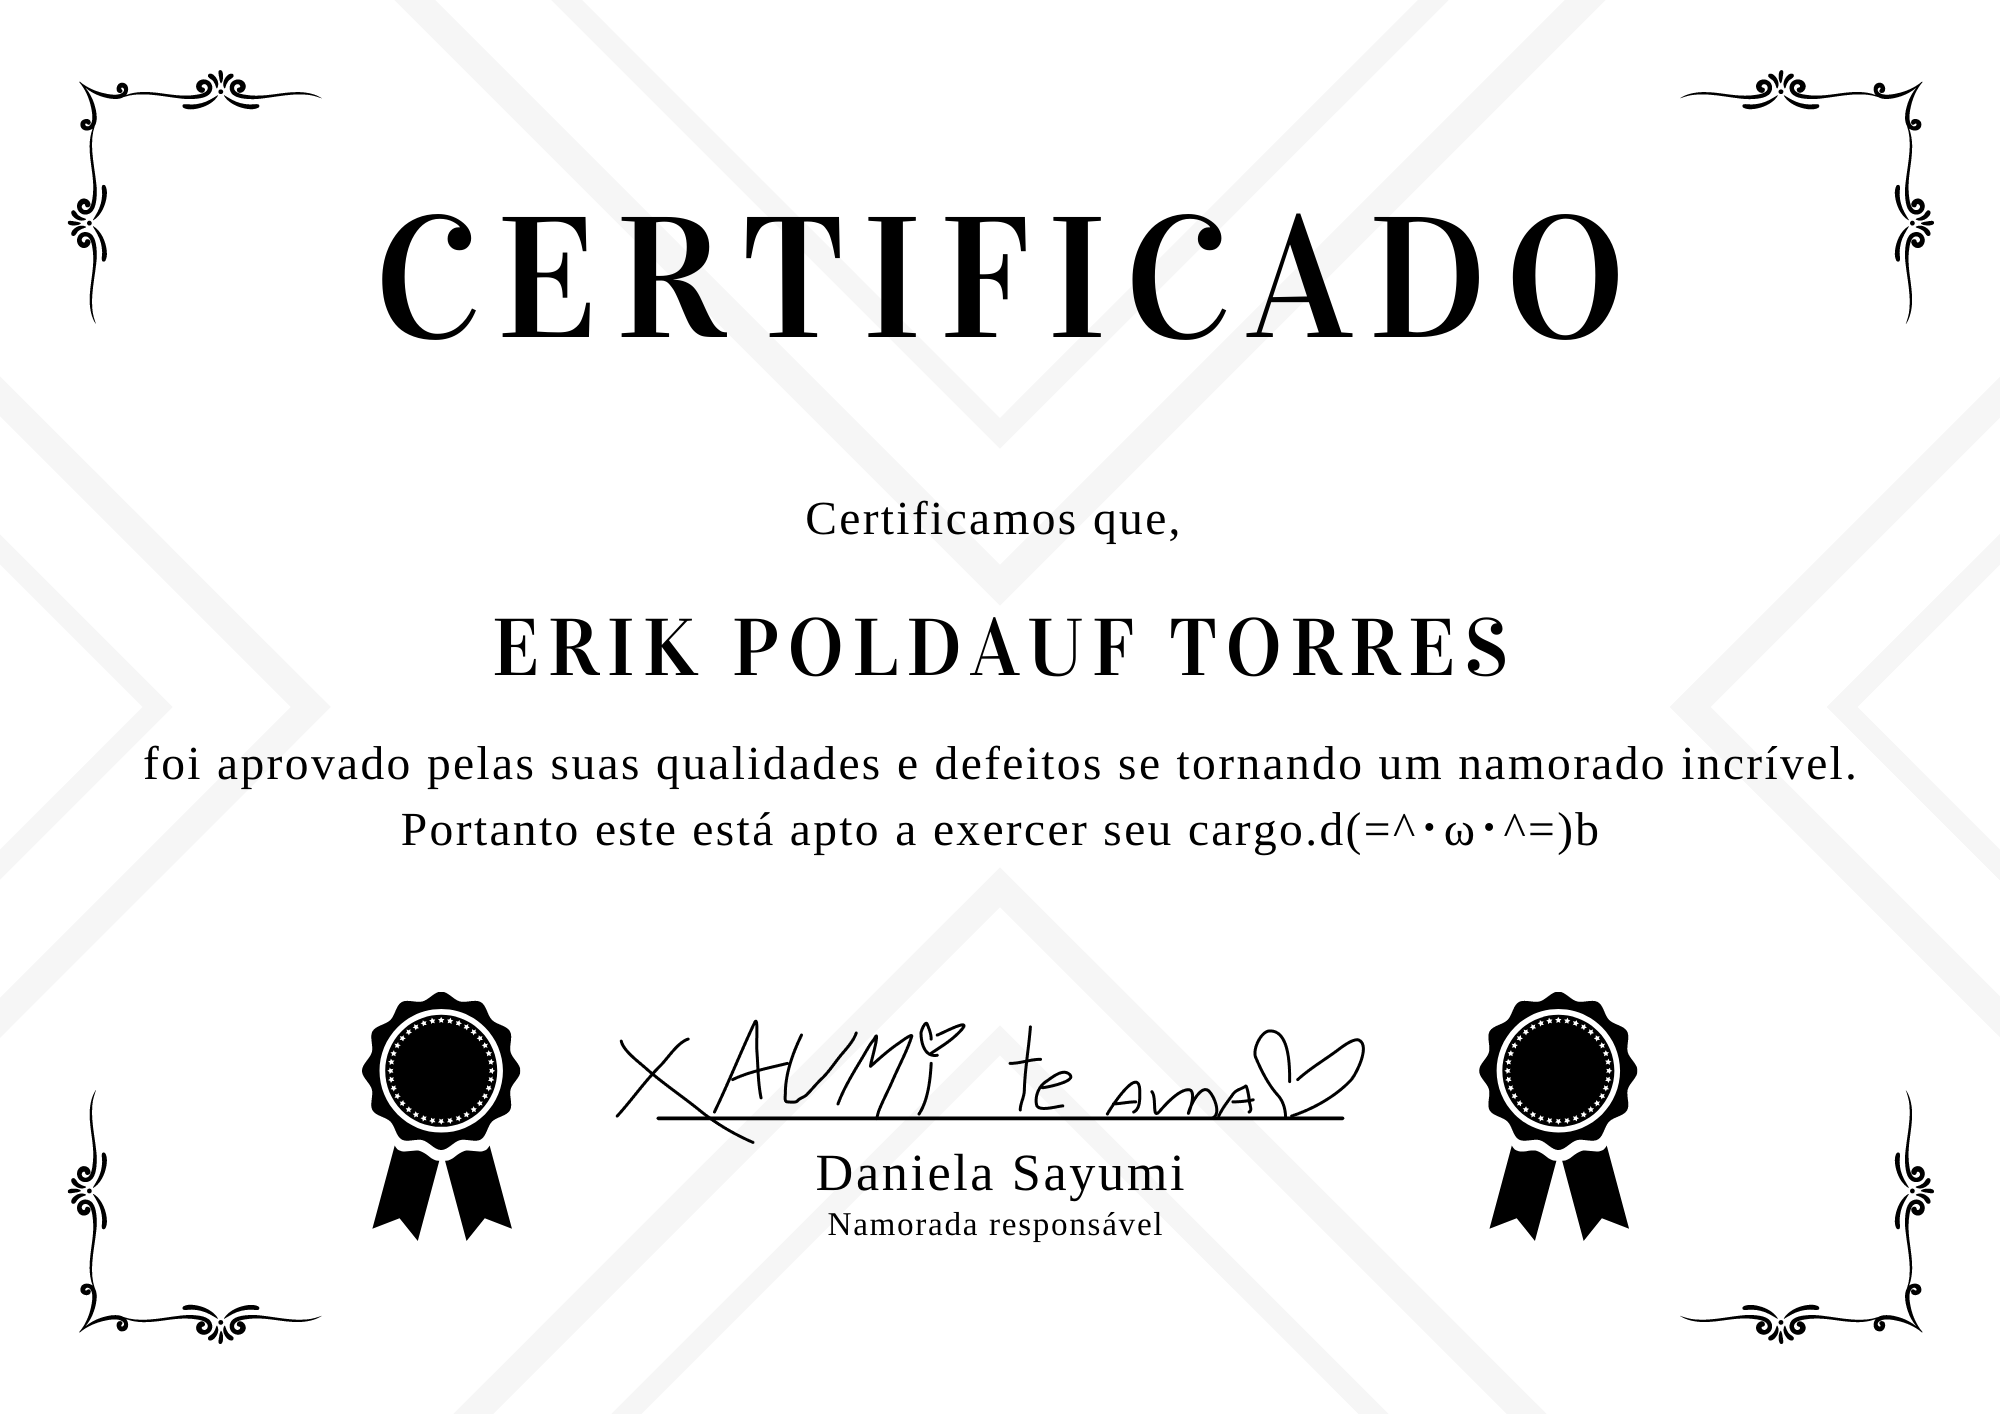 CERTIFICADO
Certificamos que,
ERIK POLDAUF TORRES
foi aprovado pelas suas qualidades e defeitos se tornando um namorado incrível.
Portanto este está apto a exercer seu cargo.d(=^･ω･^=)b
XAUMi te ama
Daniela Sayumi
Namorada responsável